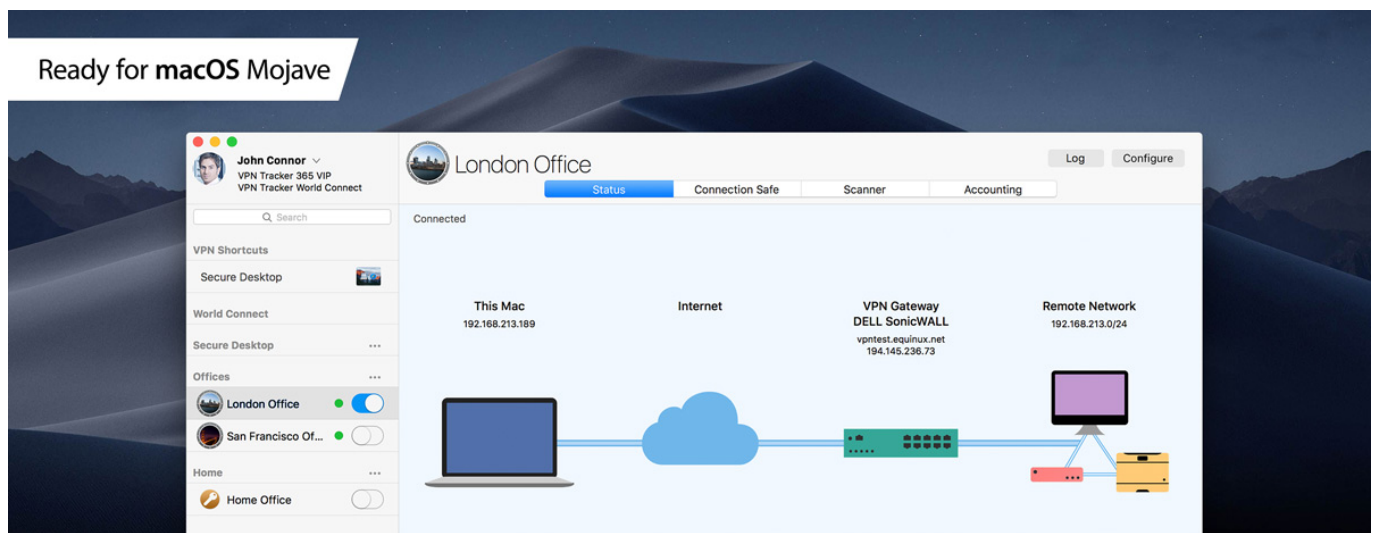 Ready for macOS Mojave
John Connor
VPN Tracker 365 VIP
VPN Tracker World Connect
Search
VPN Shortcuts
Secure Desktop
World Connect
Secure Desktop
Offices
London Office
San Francisco Of...
Home
Home Office
London Office
Log
Configure
Status
Connection Safe
Scanner
Accounting
Connected
This Mac
192.168.213.189
Internet
VPN Gateway
DELL SonicWALL
vpntest.equinux.net
194.145.236.73
Remote Network
192.168.213.0/24